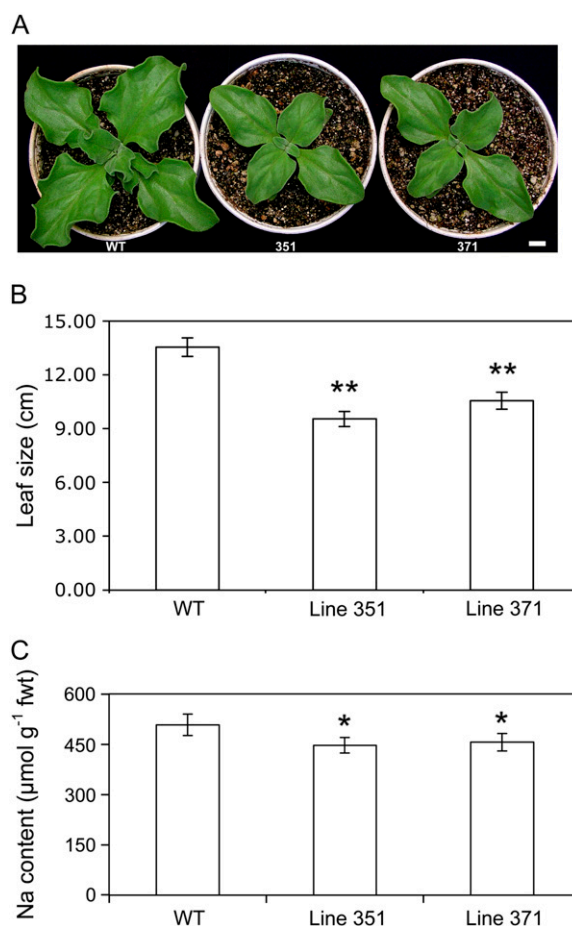 A
WT
351
371
B
15.00
12.00
9.00
6.00
3.00
0.00
Leaf size (cm)
**
**
WT
Line 351
Line 371
C
600
450
300
150
0
Na content (µmol g⁻¹ fwt)
*
*
WT
Line 351
Line 371